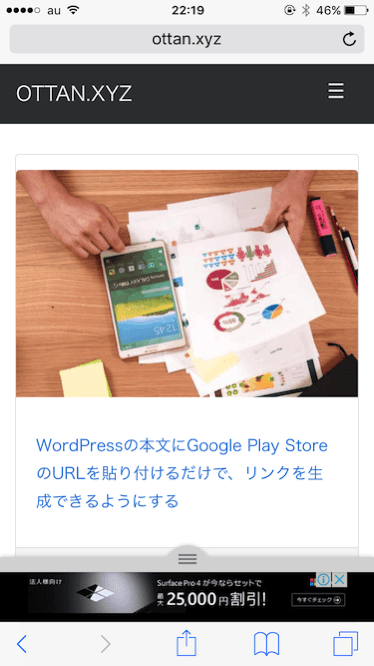 au 22:19 46%
ottan.xyz
OTTAN.XYZ
WordPressの本文にGoogle Play Store
のURLを貼り付けるだけで、リンクを生
成できるようにする
法人様向け
Surface Pro 4 が今ならセットで
最大 25,000円割引!
今すぐチェック